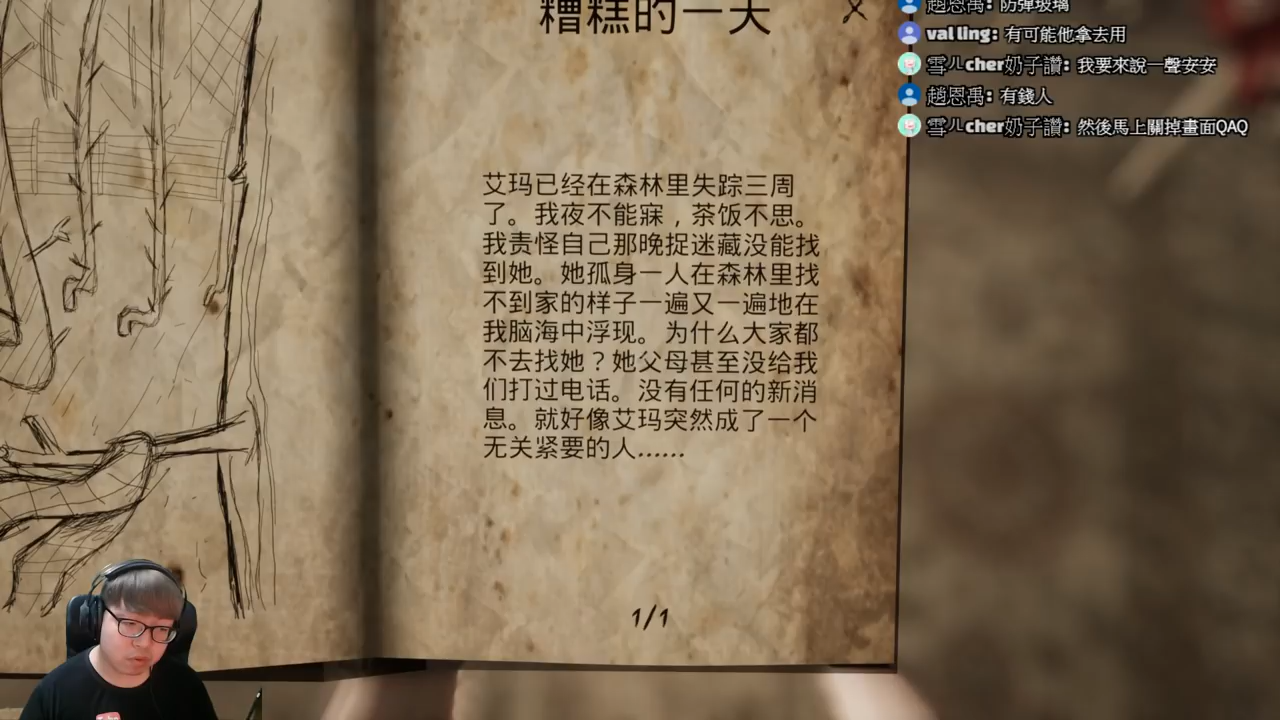 糟糕的一天
艾玛已经在森林里失踪三周
了。我夜不能寐，茶饭不思。
我责怪自己那晚捉迷藏没能找
到她。她孤身一人在森林里找
不到家的样子一遍又一遍地在
我脑海中浮现。为什么大家都
不去找她？她父母甚至没给我
们打过电话。没有任何的新消
息。就好像艾玛突然成了一个
无关紧要的人……
1/1
趙恩禹: 防彈玻璃
val ling: 有可能他拿去用
雪ㄦcher奶子讚: 我要來說一聲安安
趙恩禹: 有錢人
雪ㄦcher奶子讚: 然後馬上關掉畫面QAQ